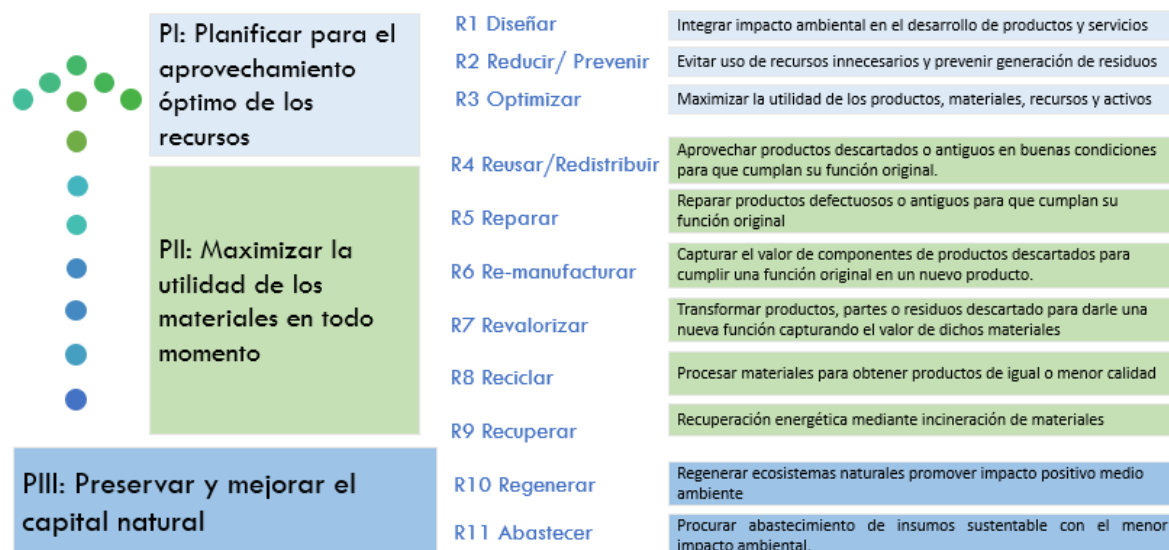 PI: Planificar para el
aprovechamiento
óptimo de los
recursos
R1 Diseñar
Integrar impacto ambiental en el desarrollo de productos y servicios
R2 Reducir/ Prevenir
Evitar uso de recursos innecesarios y prevenir generación de residuos
R3 Optimizar
Maximizar la utilidad de los productos, materiales, recursos y activos
PII: Maximizar la
utilidad de los
materiales en todo
momento
R4 Reusar/Redistribuir
Aprovechar productos descartados o antiguos en buenas condiciones
para que cumplan su función original.
R5 Reparar
Reparar productos defectuosos o antiguos para que cumplan su
función original
R6 Re-manufacturar
Capturar el valor de componentes de productos descartados para
cumplir una función original en un nuevo producto.
R7 Revalorizar
Transformar productos, partes o residuos descartado para darle una
nueva función capturando el valor de dichos materiales
R8 Reciclar
Procesar materiales para obtener productos de igual o menor calidad
R9 Recuperar
Recuperación energética mediante incineración de materiales
PIII: Preservar y mejorar el
capital natural
R10 Regenerar
Regenerar ecosistemas naturales promover impacto positivo medio
ambiente
R11 Abastecer
Procurar abastecimiento de insumos sustentable con el menor
impacto ambiental.